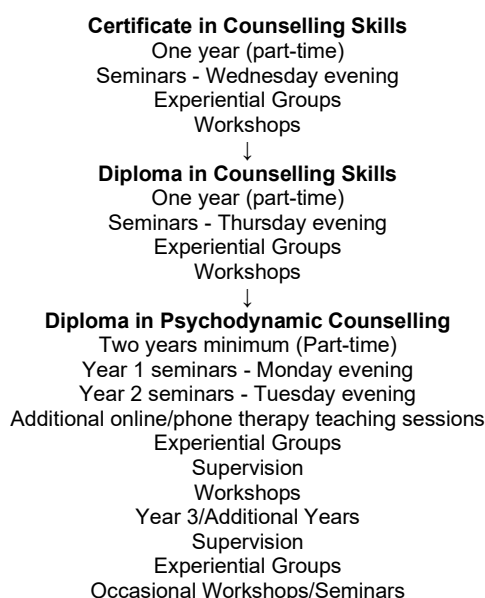 Certificate in Counselling Skills
One year (part-time)
Seminars - Wednesday evening
Experiential Groups
Workshops
↓
Diploma in Counselling Skills
One year (part-time)
Seminars - Thursday evening
Experiential Groups
Workshops
↓
Diploma in Psychodynamic Counselling
Two years minimum (Part-time)
Year 1 seminars - Monday evening
Year 2 seminars - Tuesday evening
Additional online/phone therapy teaching sessions
Experiential Groups
Supervision
Workshops
Year 3/Additional Years
Supervision
Experiential Groups
Occasional Workshops/Seminars